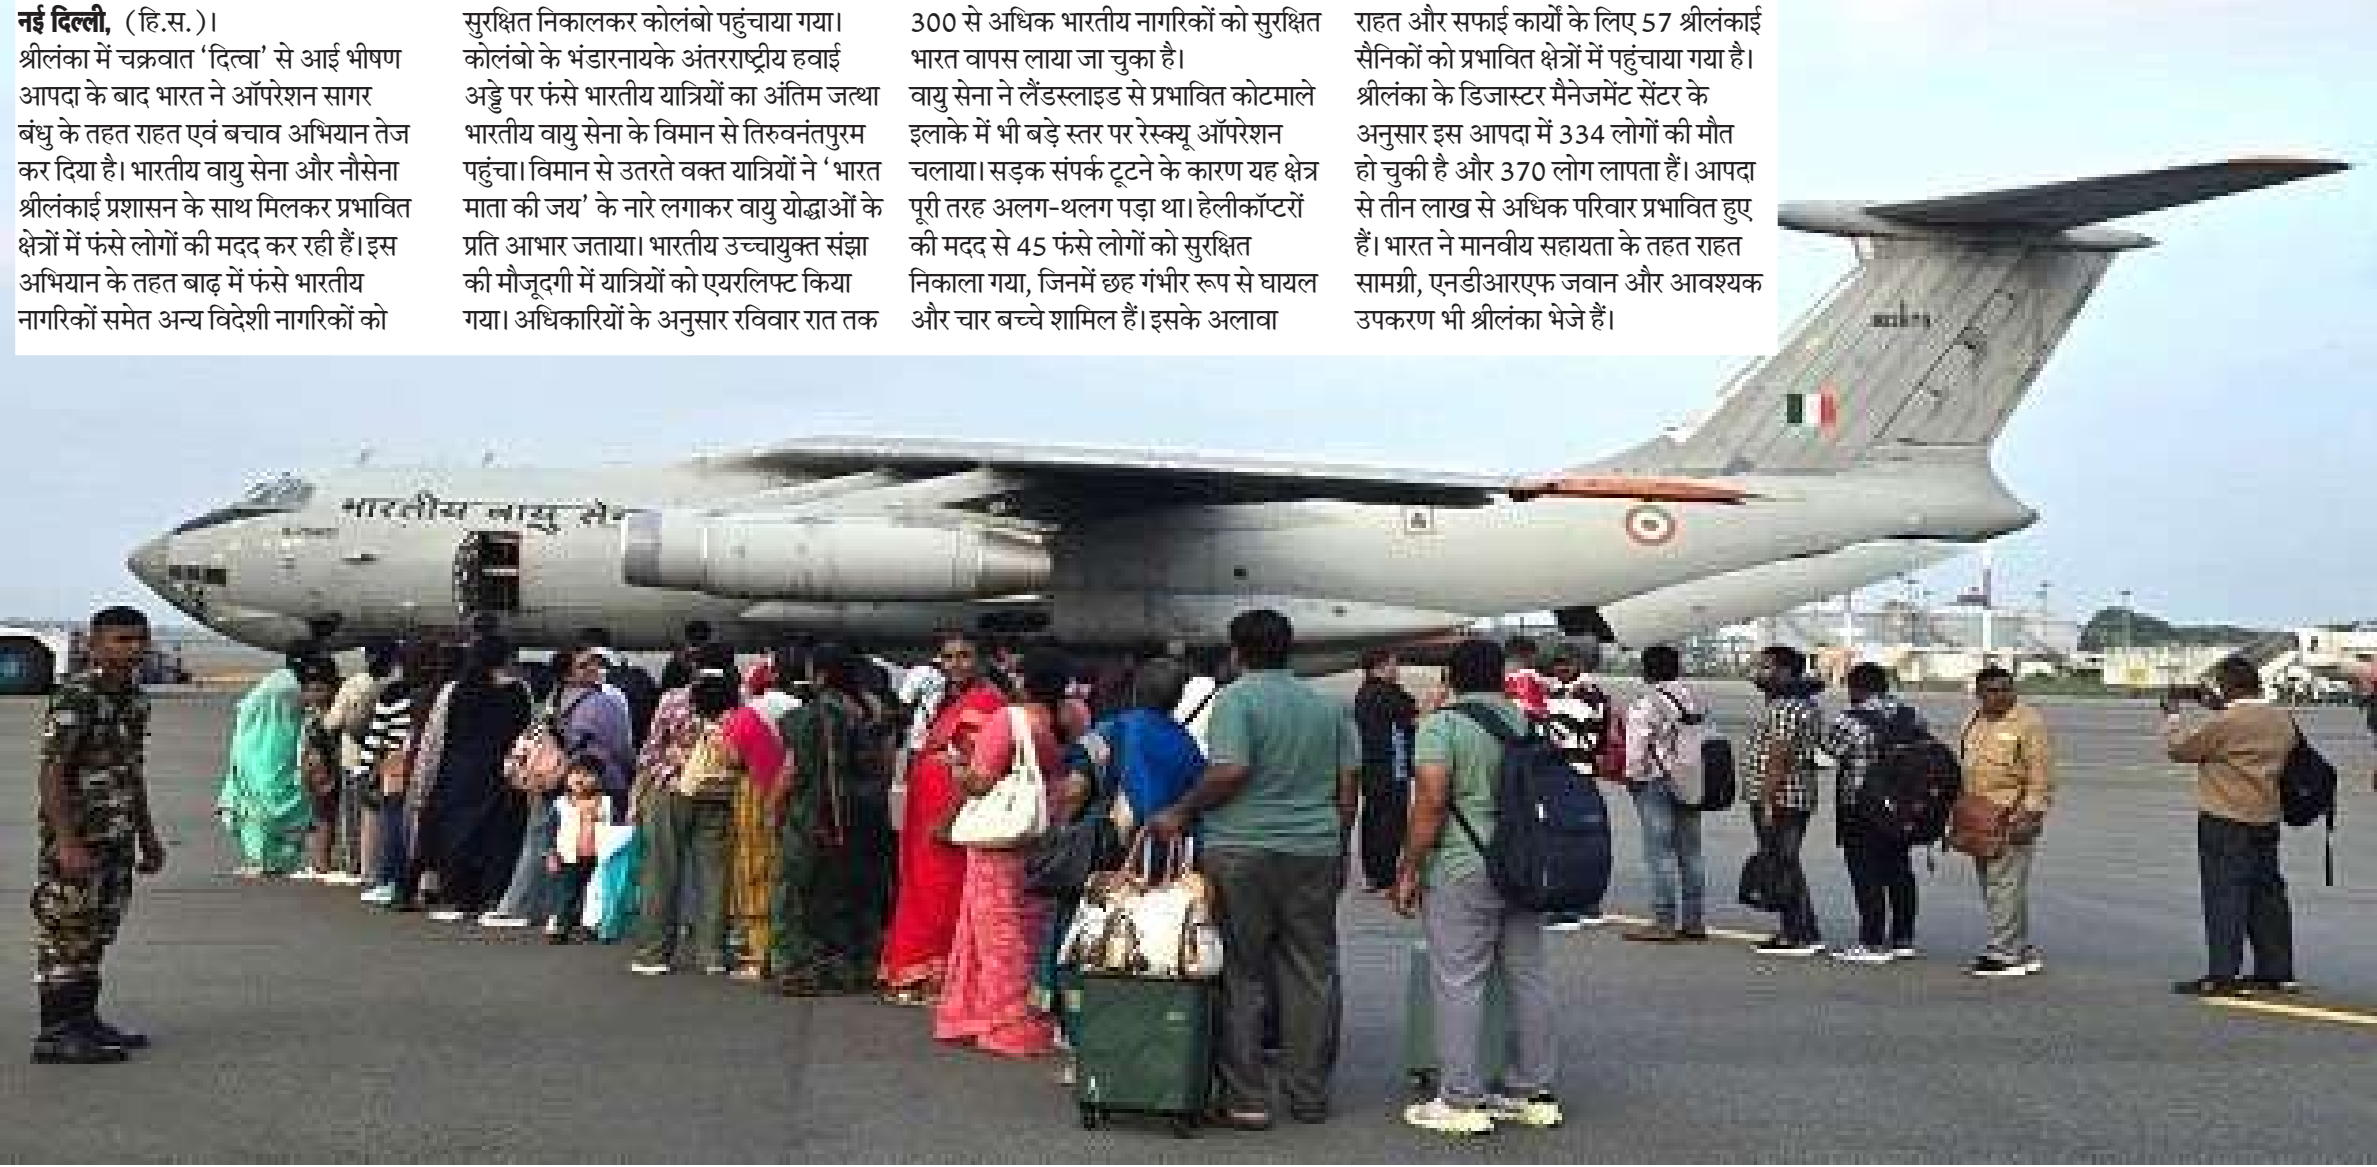 नई दिल्ली, (हि.स.)।
श्रीलंका में चक्रवात ‘दित्वा’ से आई भीषण
आपदा के बाद भारत ने ऑपरेशन सागर
बंधु के तहत राहत एवं बचाव अभियान तेज
कर दिया है। भारतीय वायु सेना और नौसेना
श्रीलंकाई प्रशासन के साथ मिलकर प्रभावित
क्षेत्रों में फंसे लोगों की मदद कर रही हैं। इस
अभियान के तहत बाढ़ में फंसे भारतीय
नागरिकों समेत अन्य विदेशी नागरिकों को
सुरक्षित निकालकर कोलंबो पहुंचाया गया।
कोलंबो के भंडारनायके अंतरराष्ट्रीय हवाई
अड्डे पर फंसे भारतीय यात्रियों का अंतिम जत्था
भारतीय वायु सेना के विमान से तिरुवनंतपुरम
पहुंचा। विमान से उतरते वक्त यात्रियों ने ‘भारत
माता की जय’ के नारे लगाकर वायु योद्धाओं के
प्रति आभार जताया। भारतीय उच्चायुक्त संझा
की मौजूदगी में यात्रियों को एयरलिफ्ट किया
गया। अधिकारियों के अनुसार रविवार रात तक
300 से अधिक भारतीय नागरिकों को सुरक्षित
भारत वापस लाया जा चुका है।
वायु सेना ने लैंडस्लाइड से प्रभावित कोटमाले
इलाके में भी बड़े स्तर पर रेस्क्यू ऑपरेशन
चलाया। सड़क संपर्क टूटने के कारण यह क्षेत्र
पूरी तरह अलग-थलग पड़ा था। हेलीकॉप्टरों
की मदद से 45 फंसे लोगों को सुरक्षित
निकाला गया, जिनमें छह गंभीर रूप से घायल
और चार बच्चे शामिल हैं। इसके अलावा
राहत और सफाई कार्यों के लिए 57 श्रीलंकाई
सैनिकों को प्रभावित क्षेत्रों में पहुंचाया गया है।
श्रीलंका के डिजास्टर मैनेजमेंट सेंटर के
अनुसार इस आपदा में 334 लोगों की मौत
हो चुकी है और 370 लोग लापता हैं। आपदा
से तीन लाख से अधिक परिवार प्रभावित हुए
हैं। भारत ने मानवीय सहायता के तहत राहत
सामग्री, एनडीआरएफ जवान और आवश्यक
उपकरण भी श्रीलंका भेजे हैं।
भारतीय वायु